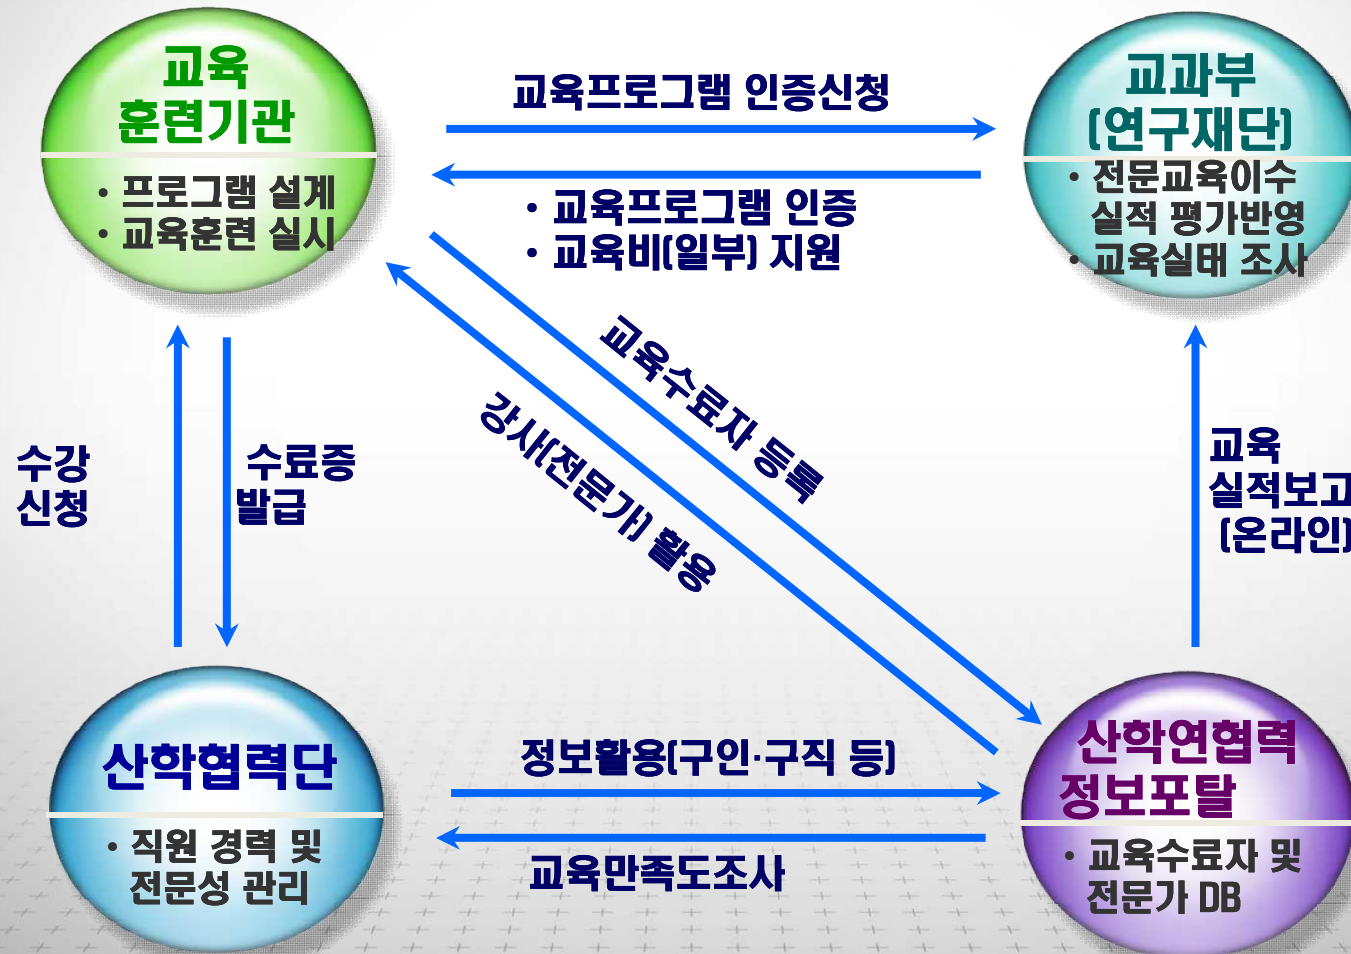 교육
훈련기관
• 프로그램 설계
• 교육훈련 실시
교육프로그램 인증신청
• 교육프로그램 인증
• 교육비(일부) 지원
교과부
(연구재단)
• 전문교육이수
실적 평가반영
• 교육실태 조사
교육수료자 등록
강사(전문가) 활용
수강
신청
수료증
발급
교육
실적보고
(온라인)
산학협력단
• 직원 경력 및
전문성 관리
정보활용(구인·구직 등)
교육만족도조사
산학연협력
정보포탈
• 교육수료자 및
전문가 DB